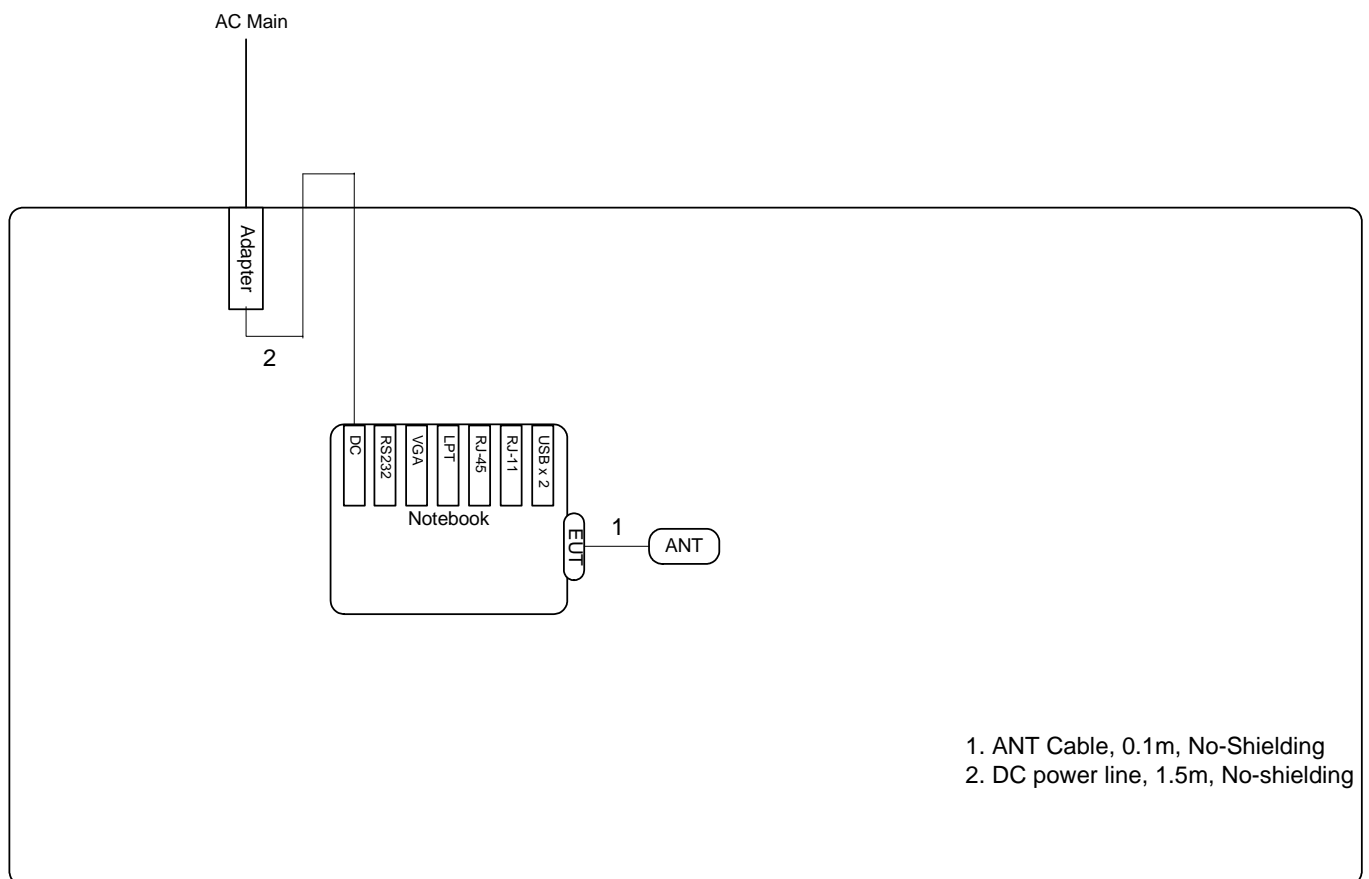 AC Main
Adapter
2
DC
RS232
VGA
LPT
RJ-45
RJ-11
USB x 2
Notebook
EUT
1
ANT
1. ANT Cable, 0.1m, No-Shielding
2. DC power line, 1.5m, No-shielding